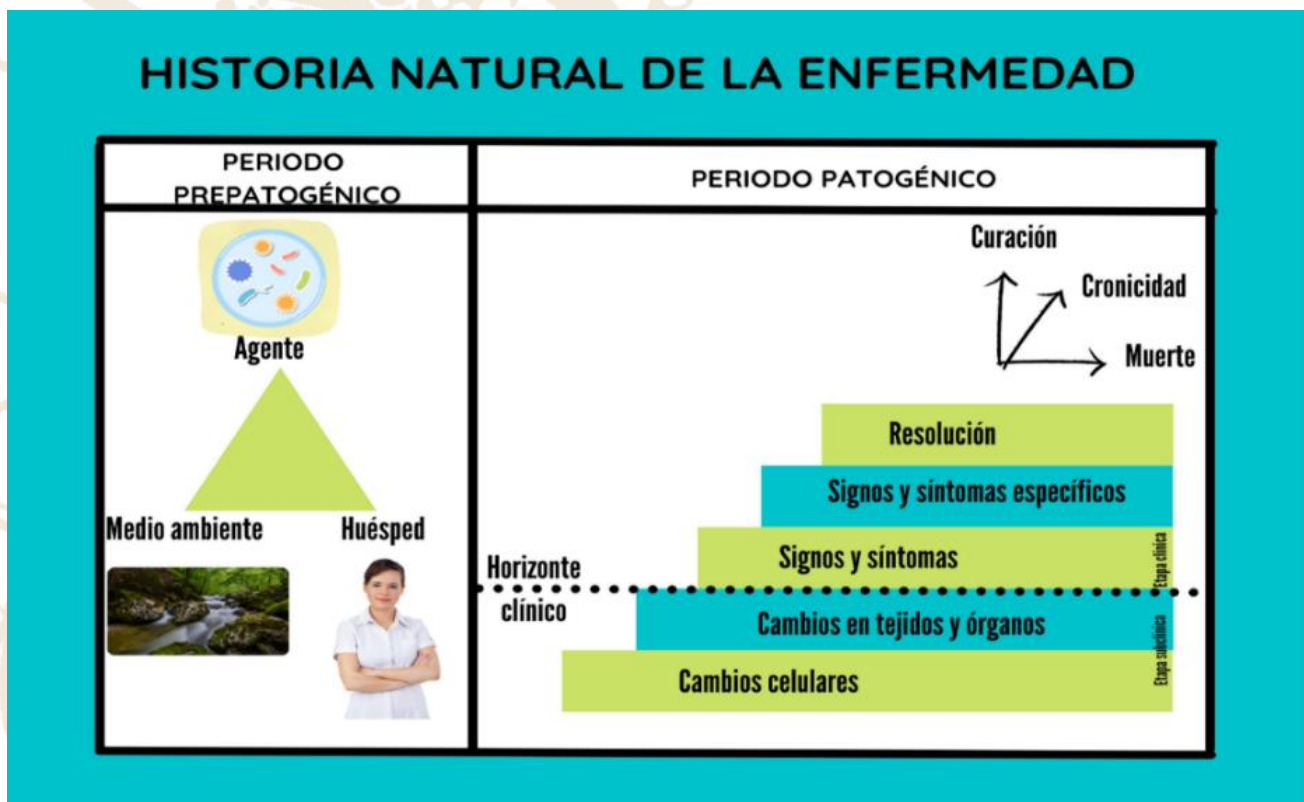 HISTORIA NATURAL DE LA ENFERMEDAD
PERIODO
PREPATOGÉNICO
PERIODO PATOGÉNICO
Agente
Medio ambiente
Huésped
Curación
Cronicidad
Muerte
Resolución
Signos y síntomas específicos
Signos y síntomas
Etapa clínica
Horizonte
clínico
Cambios en tejidos y órganos
Cambios celulares
Etapa subclínica